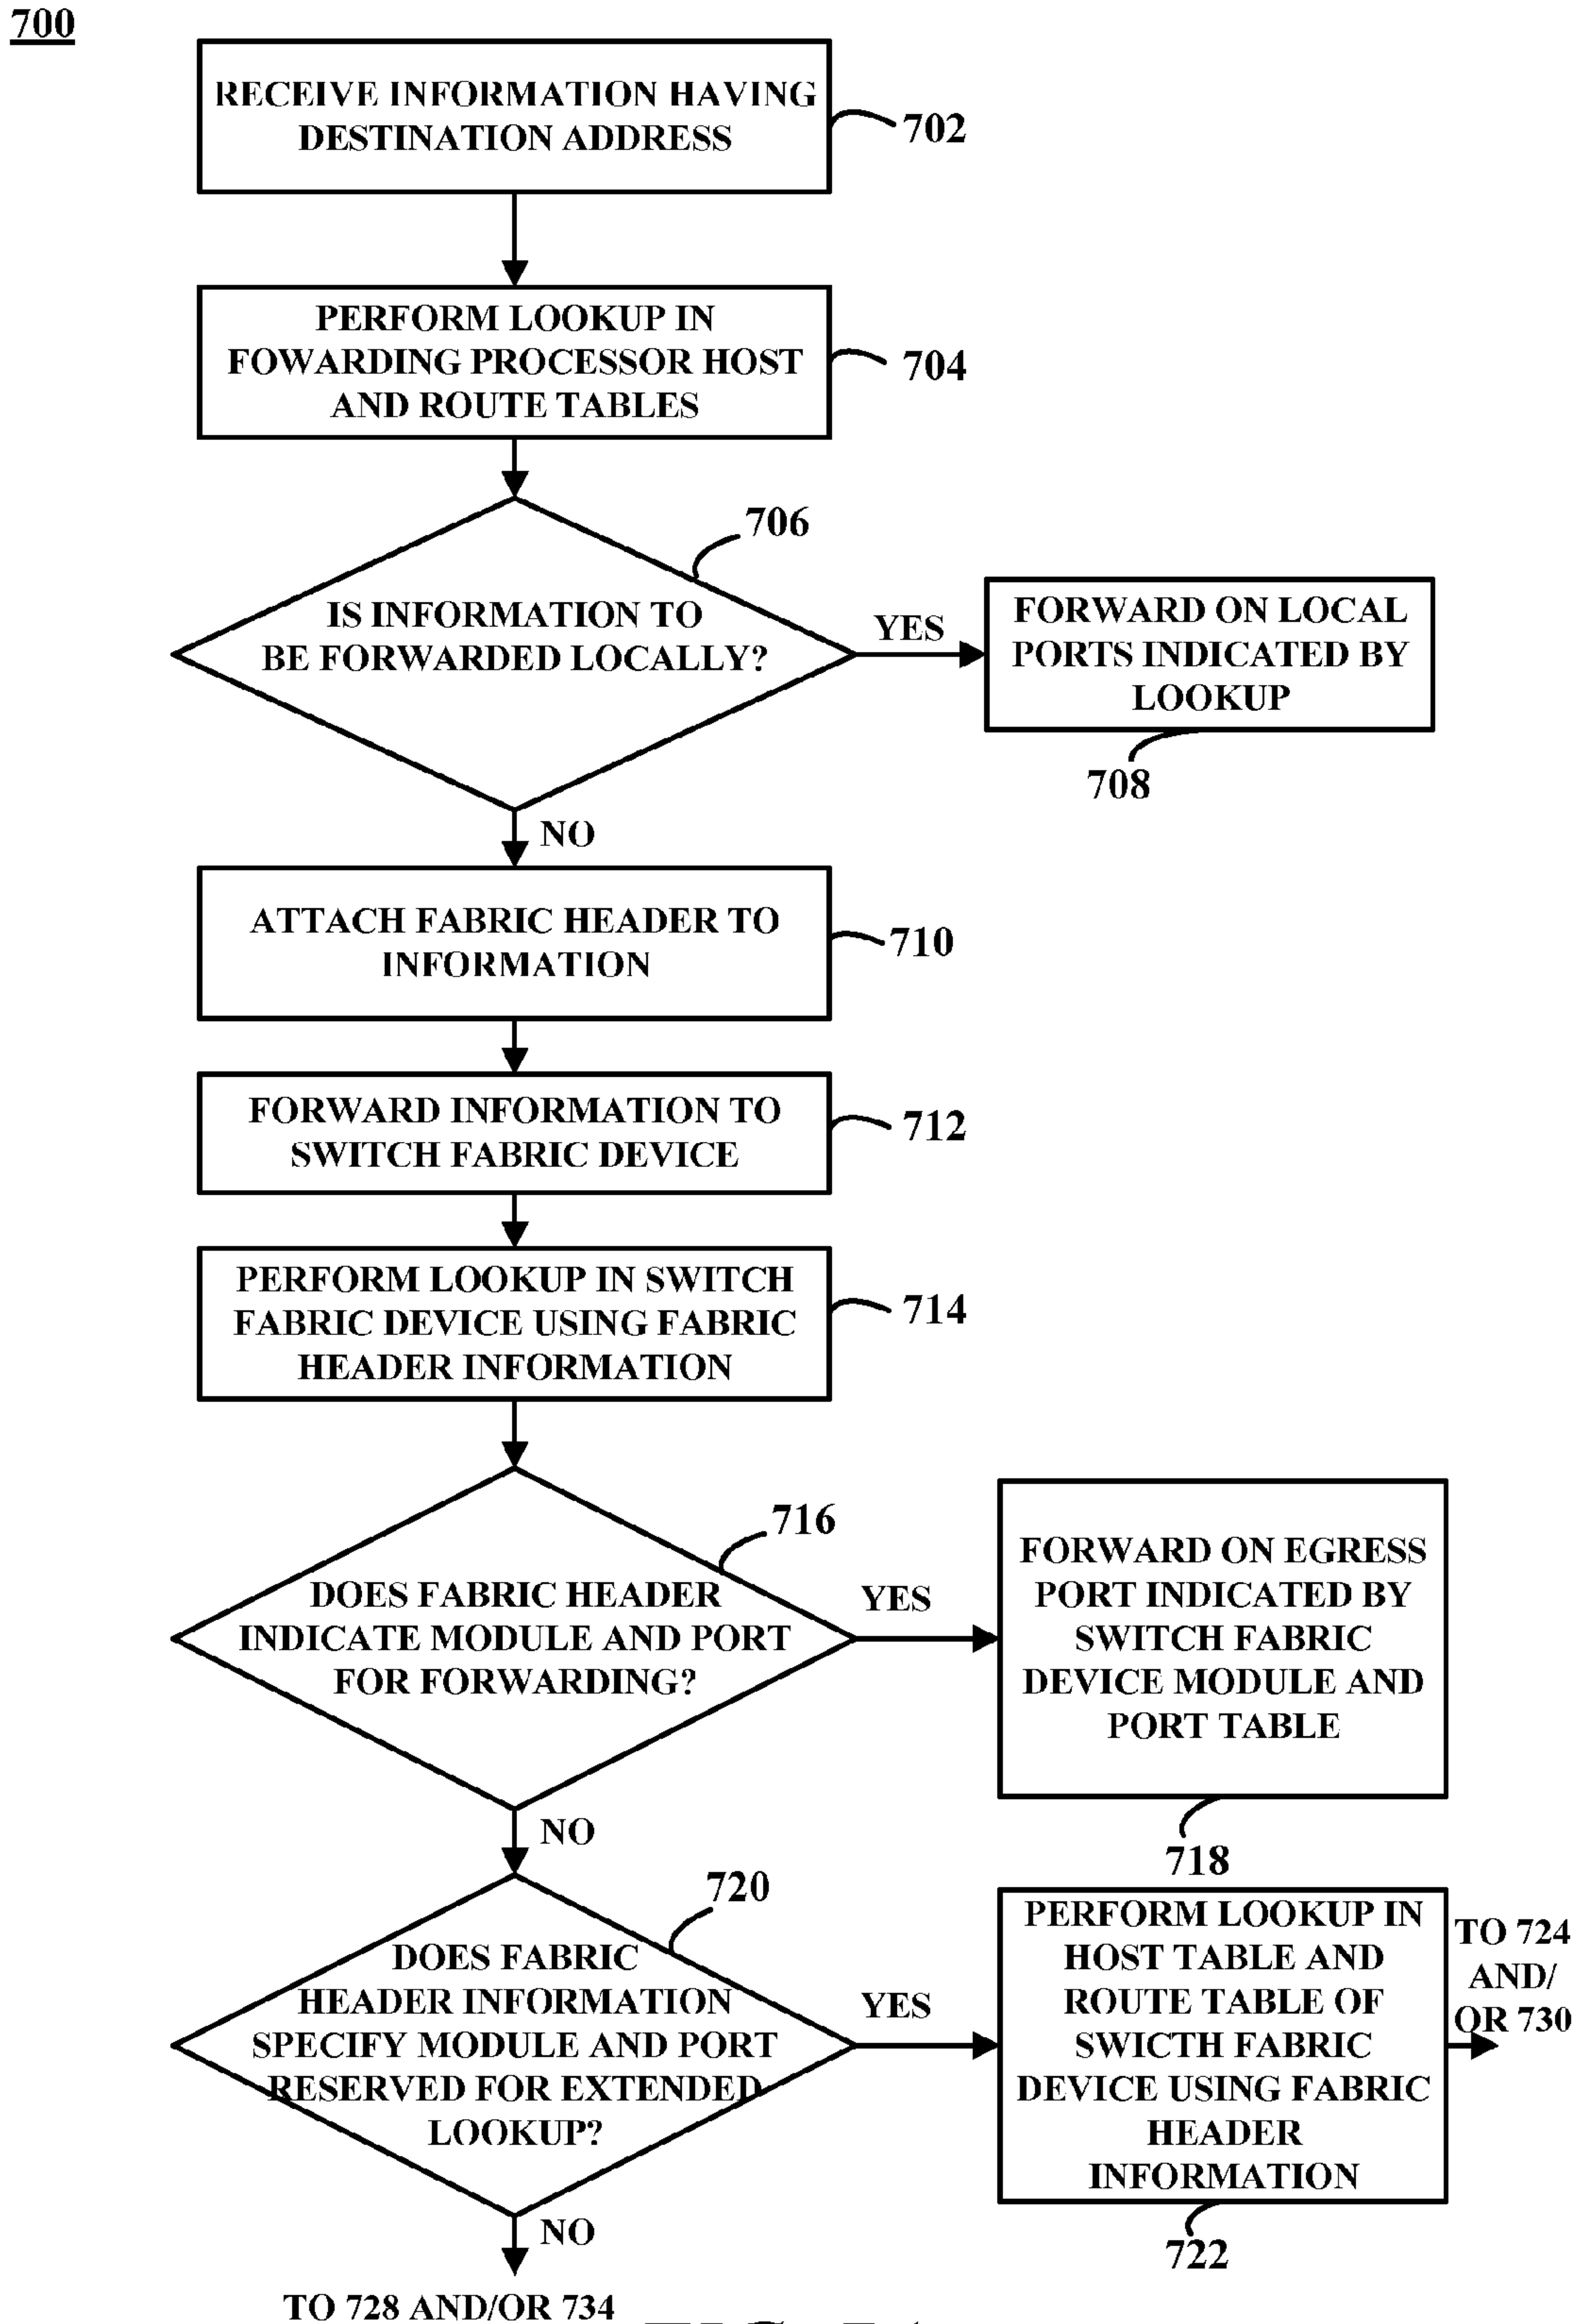 700
RECEIVE INFORMATION HAVING
DESTINATION ADDRESS
702
PERFORM LOOKUP IN
FOWARDING PROCESSOR HOST
AND ROUTE TABLES
704
706
IS INFORMATION TO
BE FORWARDED LOCALLY?
YES
FORWARD ON LOCAL
PORTS INDICATED BY
LOOKUP
708
NO
ATTACH FABRIC HEADER TO
INFORMATION
710
FORWARD INFORMATION TO
SWITCH FABRIC DEVICE
712
PERFORM LOOKUP IN SWITCH
FABRIC DEVICE USING FABRIC
HEADER INFORMATION
714
716
DOES FABRIC HEADER
INDICATE MODULE AND PORT
FOR FORWARDING?
YES
FORWARD ON EGRESS
PORT INDICATED BY
SWITCH FABRIC
DEVICE MODULE AND
PORT TABLE
718
NO
720
DOES FABRIC
HEADER INFORMATION
SPECIFY MODULE AND PORT
RESERVED FOR EXTENDED
LOOKUP?
YES
PERFORM LOOKUP IN
HOST TABLE AND
ROUTE TABLE OF
SWICTH FABRIC
DEVICE USING FABRIC
HEADER
INFORMATION
722
TO 724
AND/
OR 730
NO
TO 728 AND/OR 734